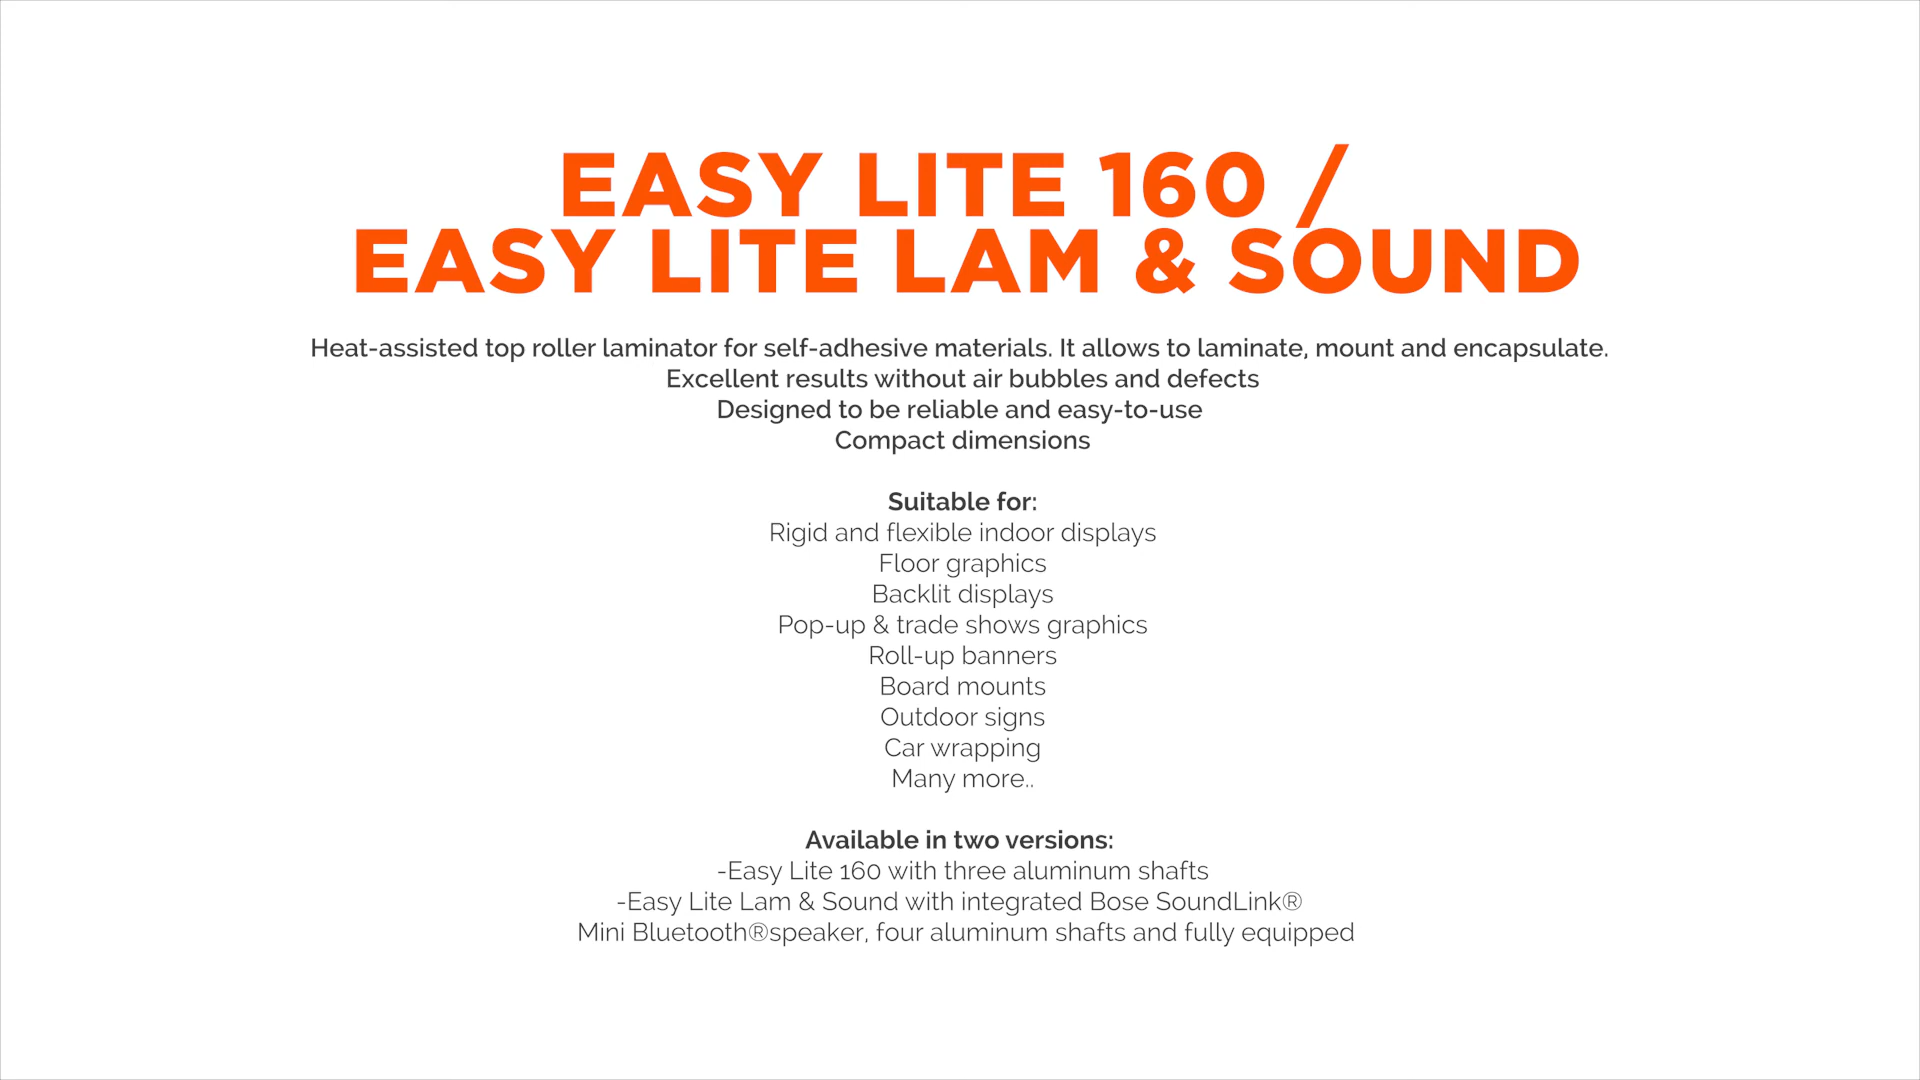 EASY LITE 160 /
EASY LITE LAM & SOUND
Heat-assisted top roller laminator for self-adhesive materials. It allows to laminate, mount and encapsulate.
Excellent results without air bubbles and defects
Designed to be reliable and easy-to-use
Compact dimensions
Suitable for:
Rigid and flexible indoor displays
Floor graphics
Backlit displays
Pop-up & trade shows graphics
Roll-up banners
Board mounts
Outdoor signs
Car wrapping
Many more..
Available in two versions:
-Easy Lite 160 with three aluminum shafts
-Easy Lite Lam & Sound with integrated Bose SoundLink®
Mini Bluetooth®speaker, four aluminum shafts and fully equipped